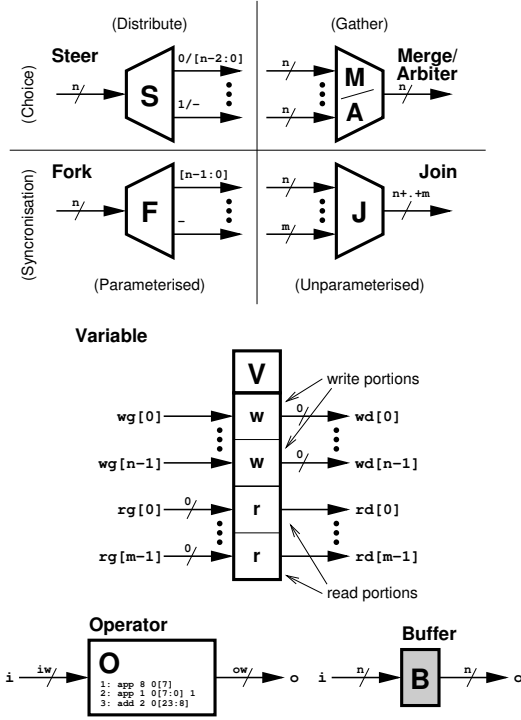 (Distribute)
(Gather)
(Choice)
Steer
n
S
0/[n-2:0]
1/-
n
n
M
A
Merge/
Arbiter
n
(Syncronisation)
Fork
n
F
[n-1:0]
-
n
m
J
Join
n+.+m
(Parameterised)
(Unparameterised)
Variable
V
write portions
wg[0]
w
0
wd[0]
wg[n-1]
w
0
wd[n-1]
rg[0]
0
r
rd[0]
rg[m-1]
0
r
rd[m-1]
read portions
Operator
i
iw
O
1: app 8 0[7]
2: app 1 0[7:0] 1
3: add 2 0[23:8]
ow
o
Buffer
i
n
B
n
o